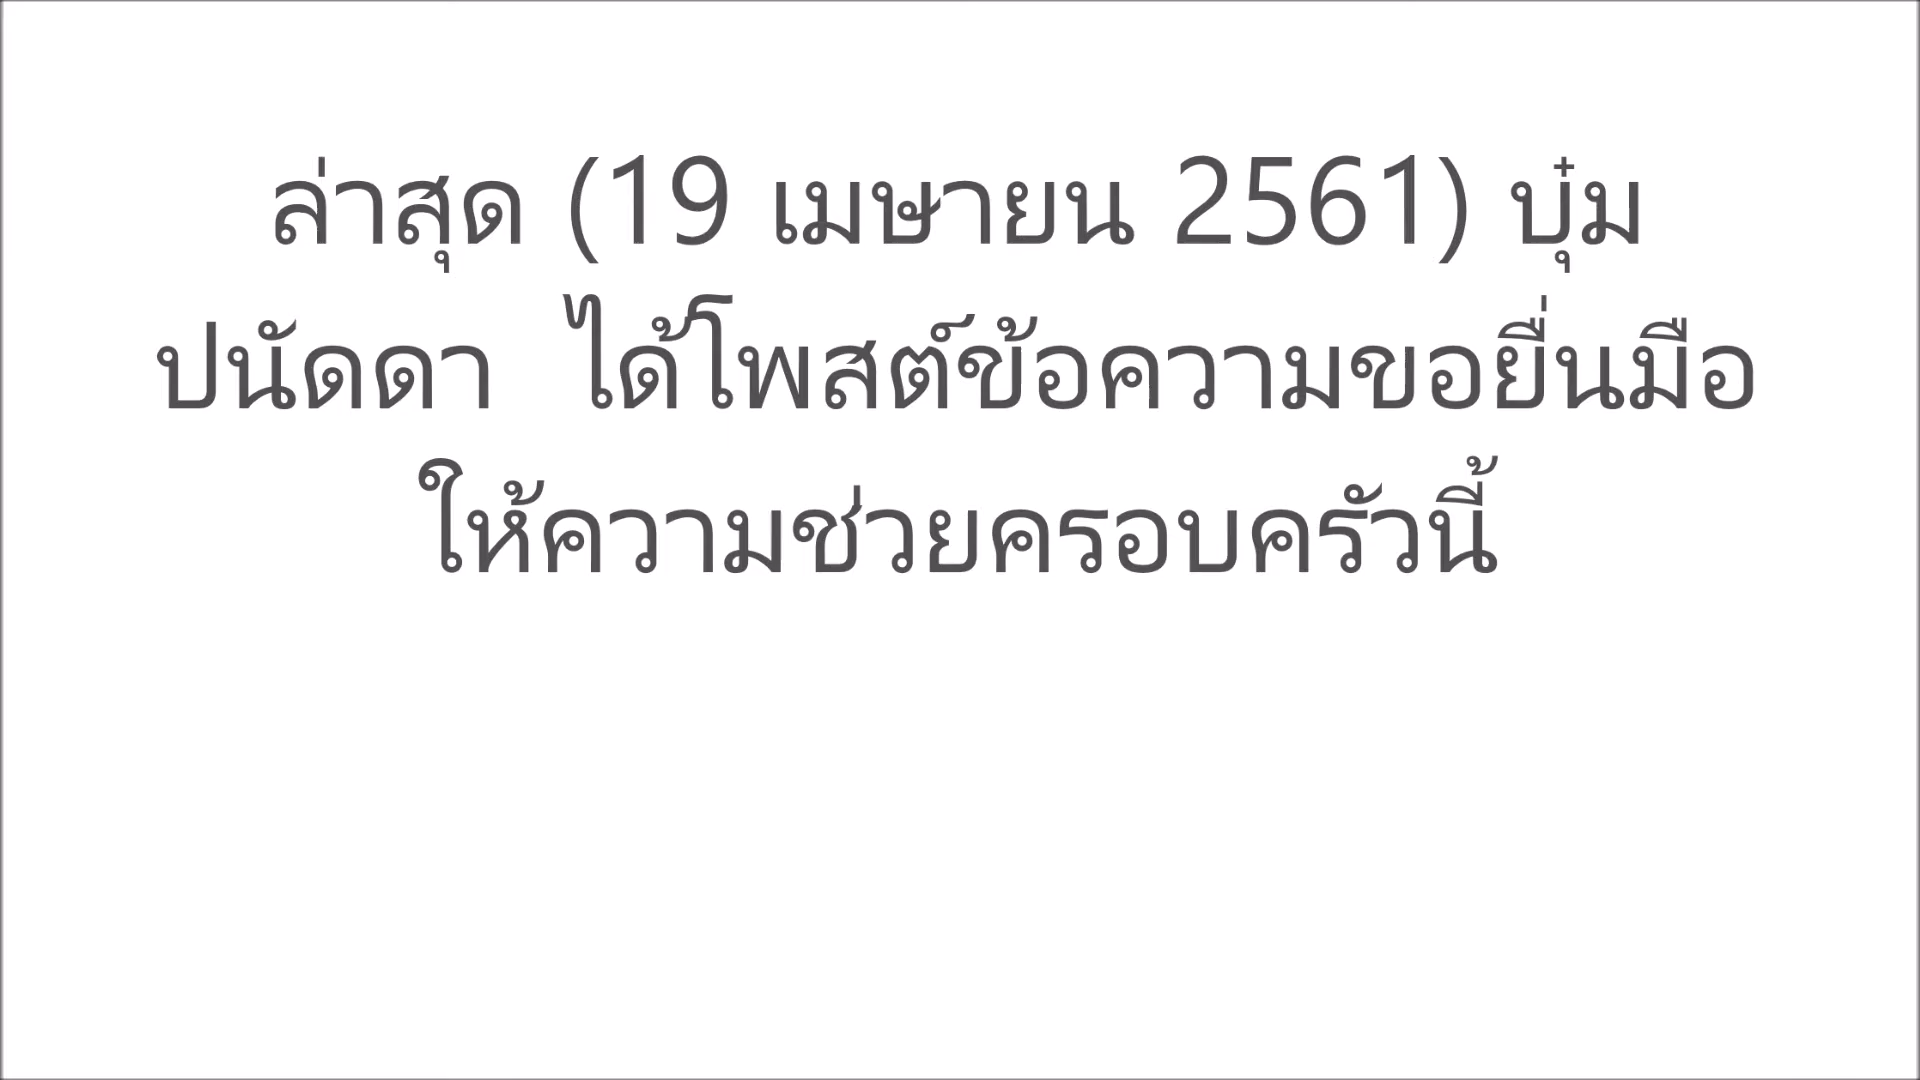 ล่าสุด (19 เมษายน 2561) บุ๋ม
ปนัดดา  ได้โพสต์ข้อความขอยื่นมือ
ให้ความช่วยครอบครัวนี้